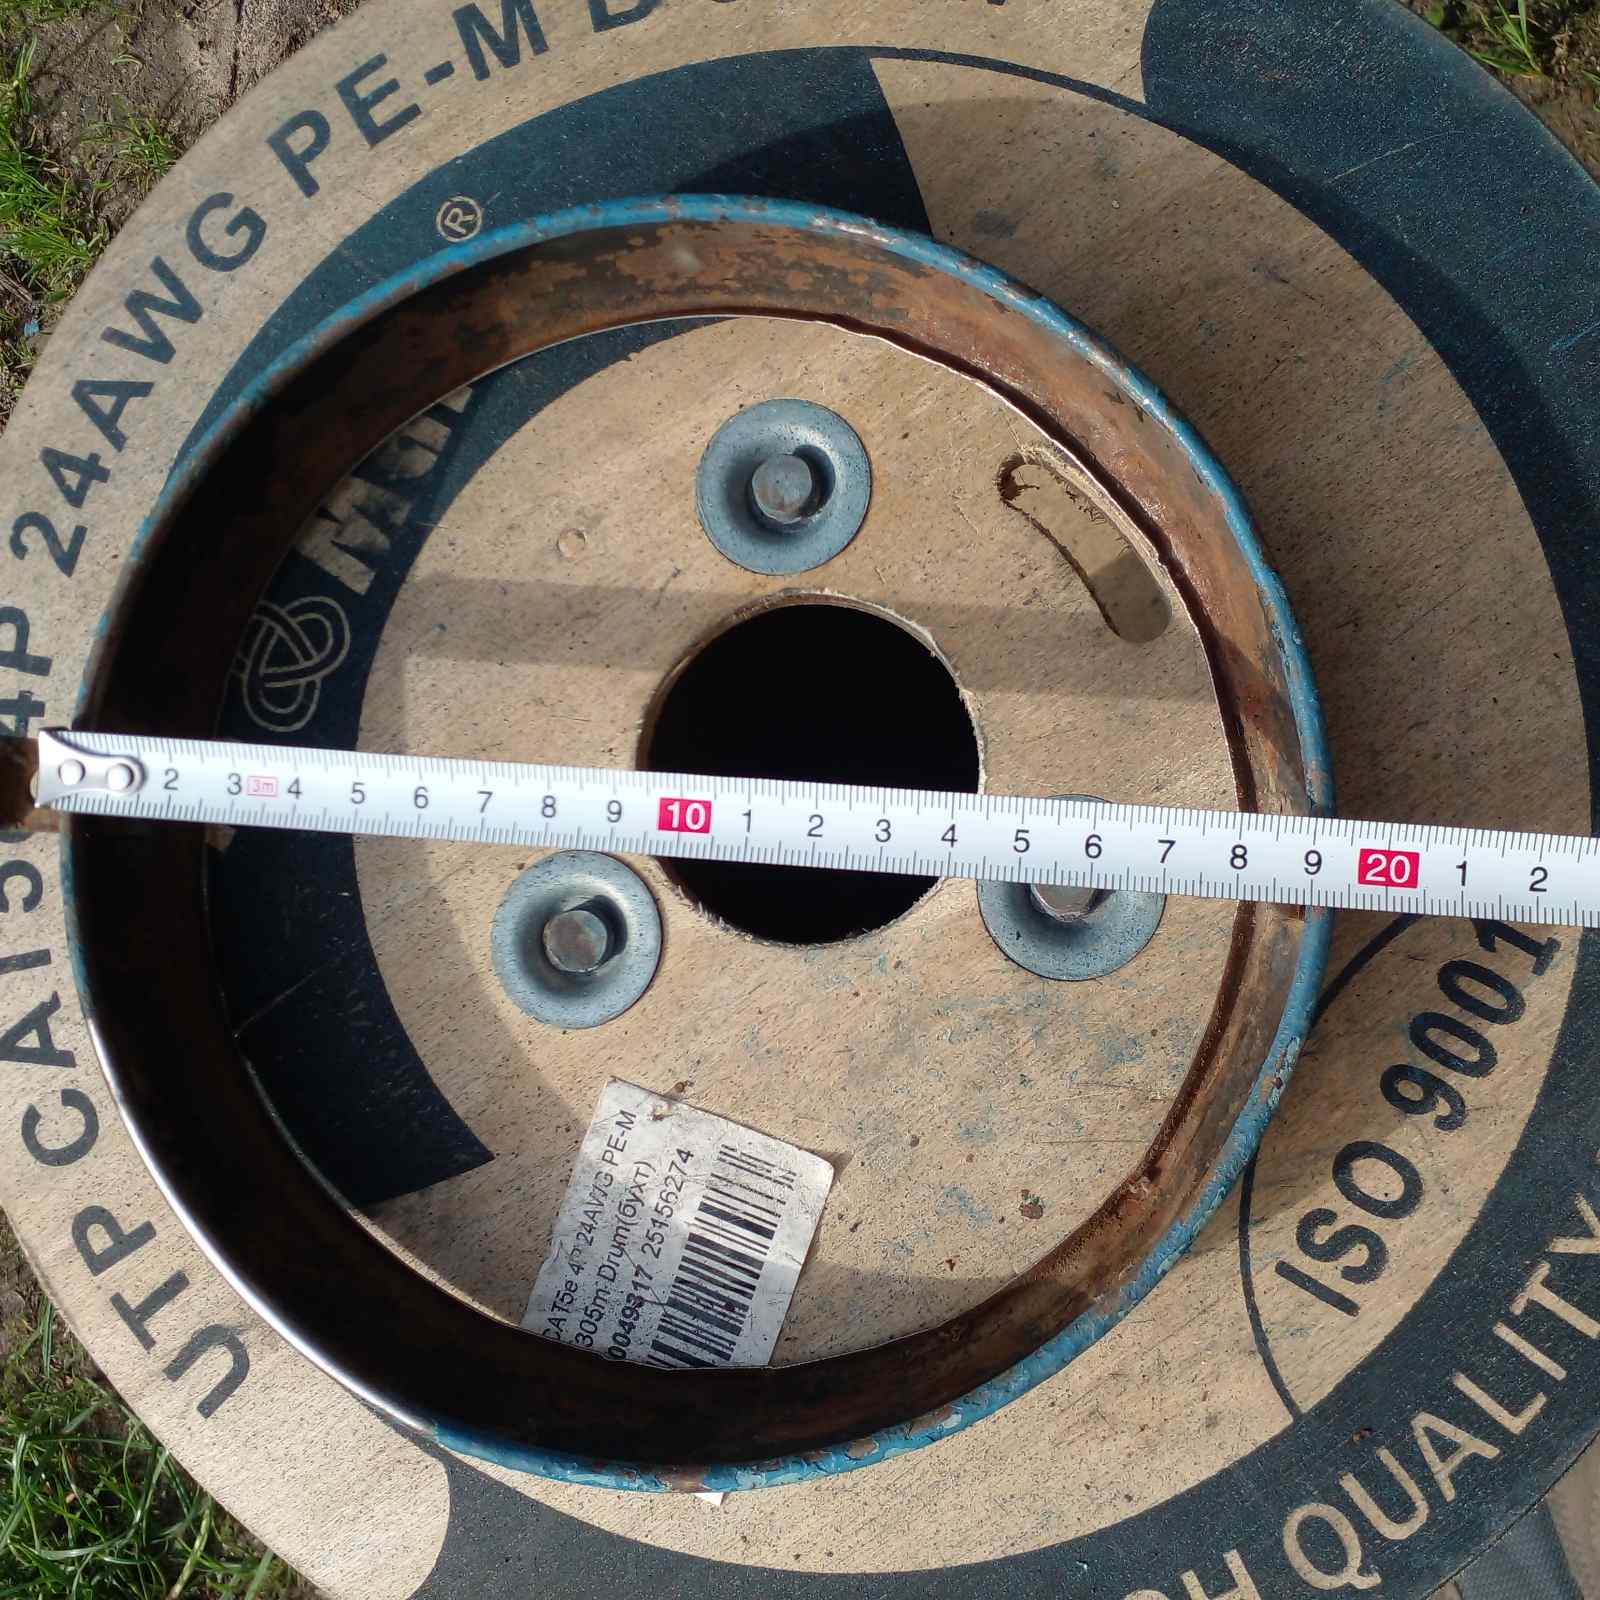 UTP CAT5e 4P 24AWG PE-M
®
2 3 3m 4 5 6 7 8 9 10 1 2 3 4 5 6 7 8 9 20 1 2
ISO 9001
QUALITY
CAT5e 4P 24AWG PE-M
305m Drum(бухт)
25156274